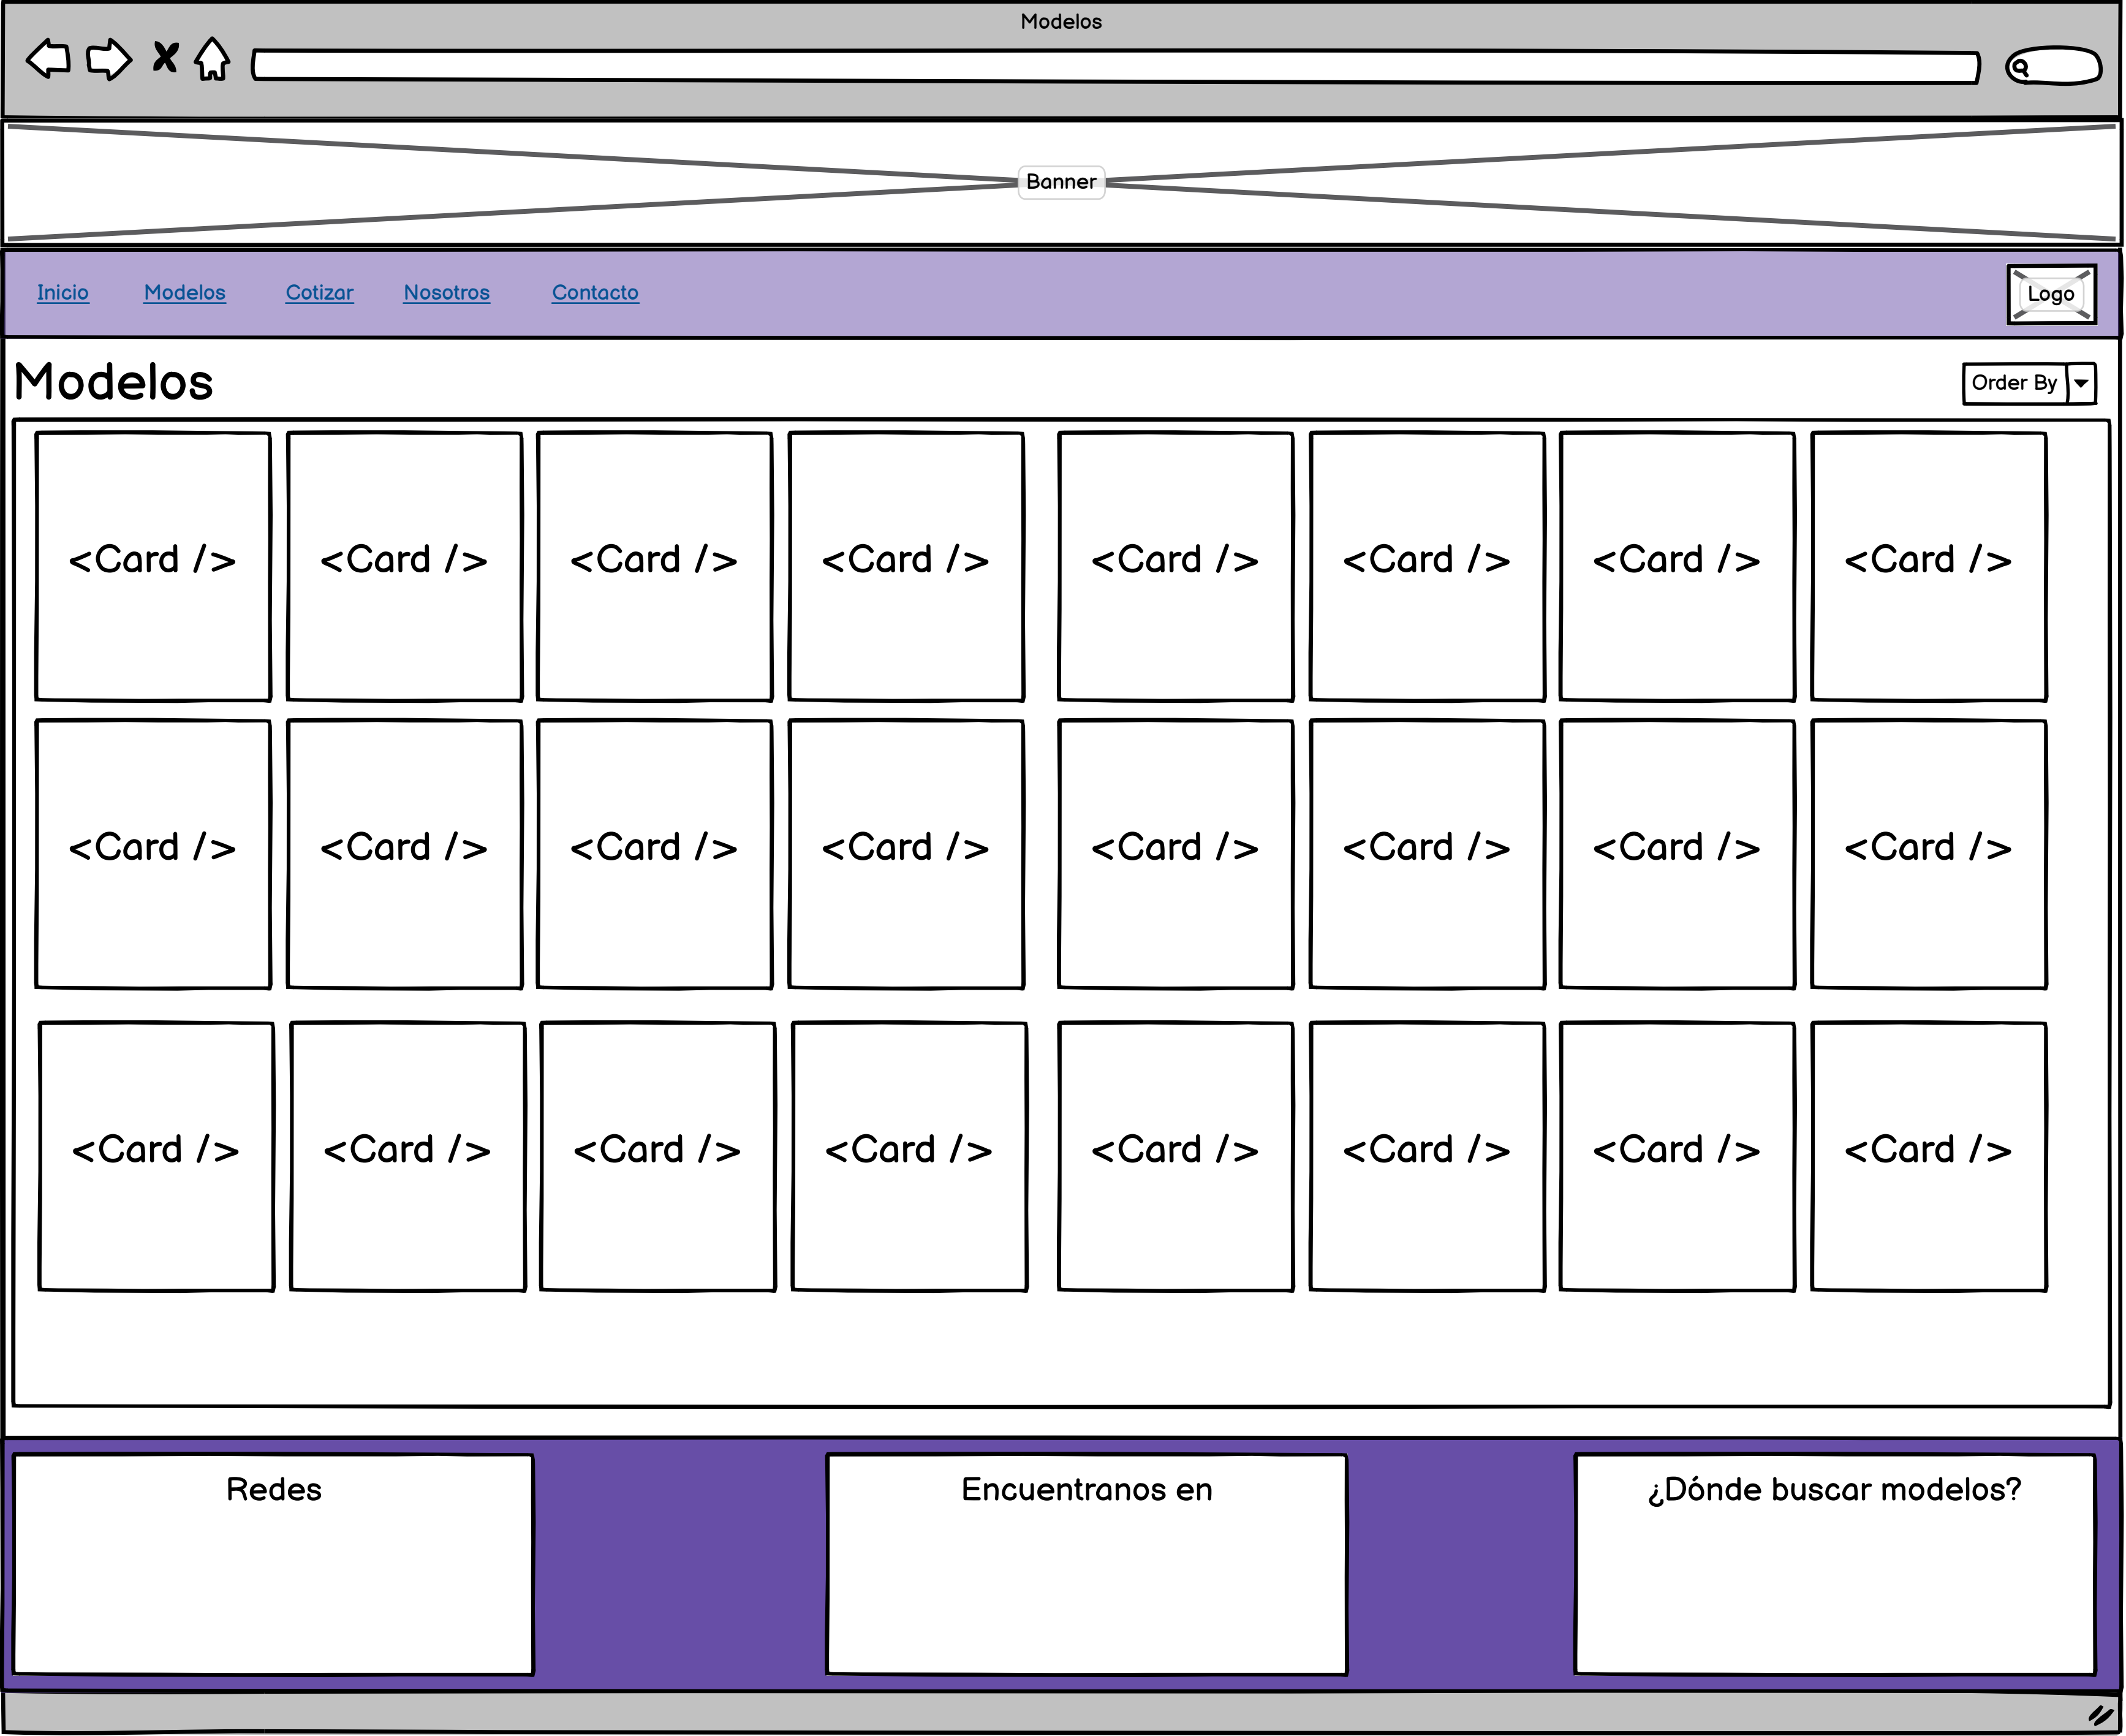 Modelos
Banner
Inicio Modelos Cotizar Nosotros Contacto Logo
Modelos Order By
<Card /> <Card /> <Card /> <Card /> <Card /> <Card /> <Card /> <Card />
<Card /> <Card /> <Card /> <Card /> <Card /> <Card /> <Card /> <Card />
<Card /> <Card /> <Card /> <Card /> <Card /> <Card /> <Card /> <Card />
Redes Encuentranos en ¿Dónde buscar modelos?